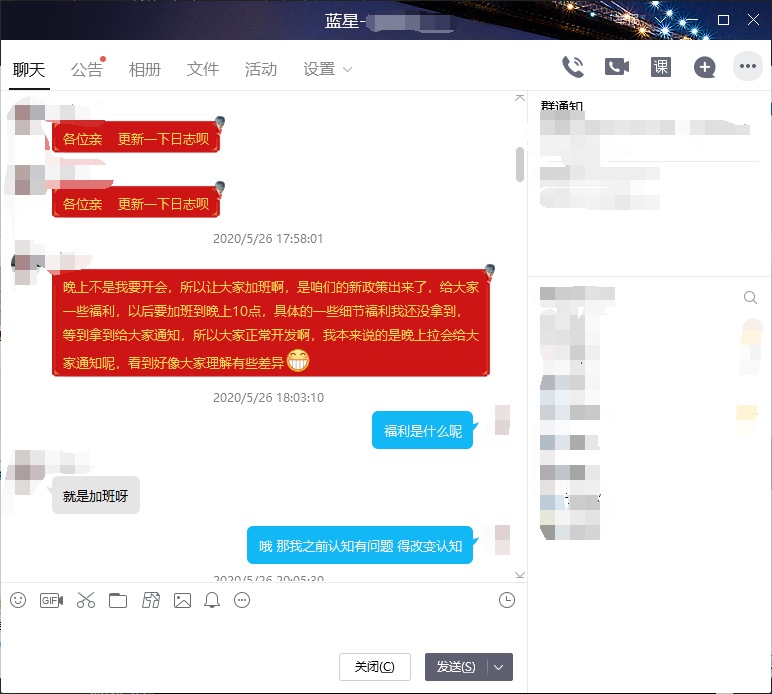 蓝星-
聊天 公告 相册 文件 活动 设置
课
群通知
各位亲 更新一下日志呗
各位亲 更新一下日志呗
2020/5/26 17:58:01
晚上不是我要开会，所以让大家加班啊，是咱们的新政策出来了，给大家
一些福利，以后要加班到晚上10点，具体的一些细节福利我还没拿到，
等到拿到给大家通知，所以大家正常开发啊，我本来说的是晚上拉会给大
家通知呢，看到好像大家理解有些差异
2020/5/26 18:03:10
福利是什么呢
就是加班呀
哦 那我之前认知有问题 得改变认知
2020/5/26 20:05:30
GIF
关闭(C) 发送(S)